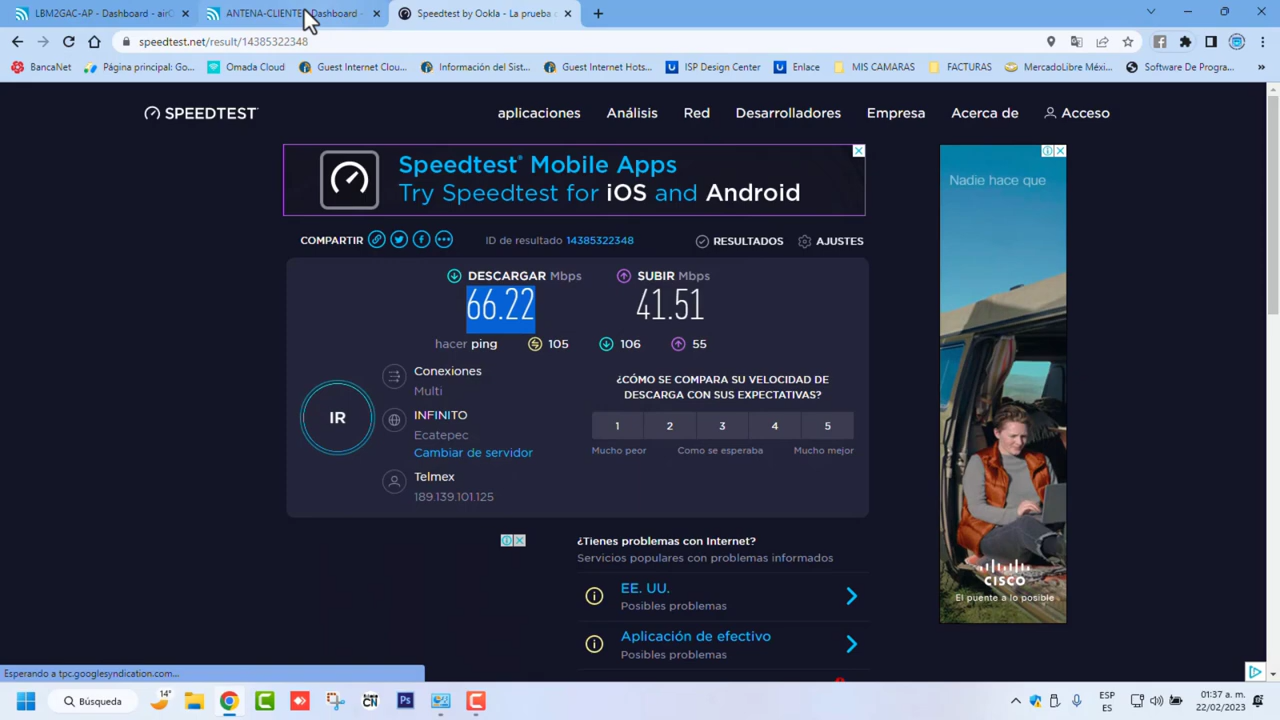 LBM2GAC-AP - Dashboard - airO
ANTENA-CLIENTE Dashboard -
Speedtest by Ookla - La prueba d
speedtest.net/result/14385322348
BancaNet
Página principal: Go...
Omada Cloud
Guest Internet Clou...
Información del Sist...
Guest Internet Hots...
ISP Design Center
Enlace
MIS CAMARAS
FACTURAS
MercadoLibre Méxi...
Software De Progra...
SPEEDTEST
aplicaciones
Análisis
Red
Desarrolladores
Empresa
Acerca de
Acceso
Speedtest® Mobile Apps
Try Speedtest for iOS and Android
Nadie hace que
COMPARTIR
ID de resultado 14385322348
RESULTADOS
AJUSTES
DESCARGAR Mbps
SUBIR Mbps
66.22
41.51
hacer ping
105
106
55
Conexiones
Multi
IR
INFINITO
Ecatepec
Cambiar de servidor
Telmex
189.139.101.125
¿CÓMO SE COMPARA SU VELOCIDAD DE
DESCARGA CON SUS EXPECTATIVAS?
1 2 3 4 5
Mucho peor
Como se esperaba
Mucho mejor
¿Tienes problemas con Internet?
Servicios populares con problemas informados
EE. UU.
Posibles problemas
Aplicación de efectivo
Posibles problemas
CISCO
El puente a lo posible
Esperando a tpc.googlesyndication.com...
Búsqueda
14°
CN
Ps
ESP
ES
01:37 a. m.
22/02/2023